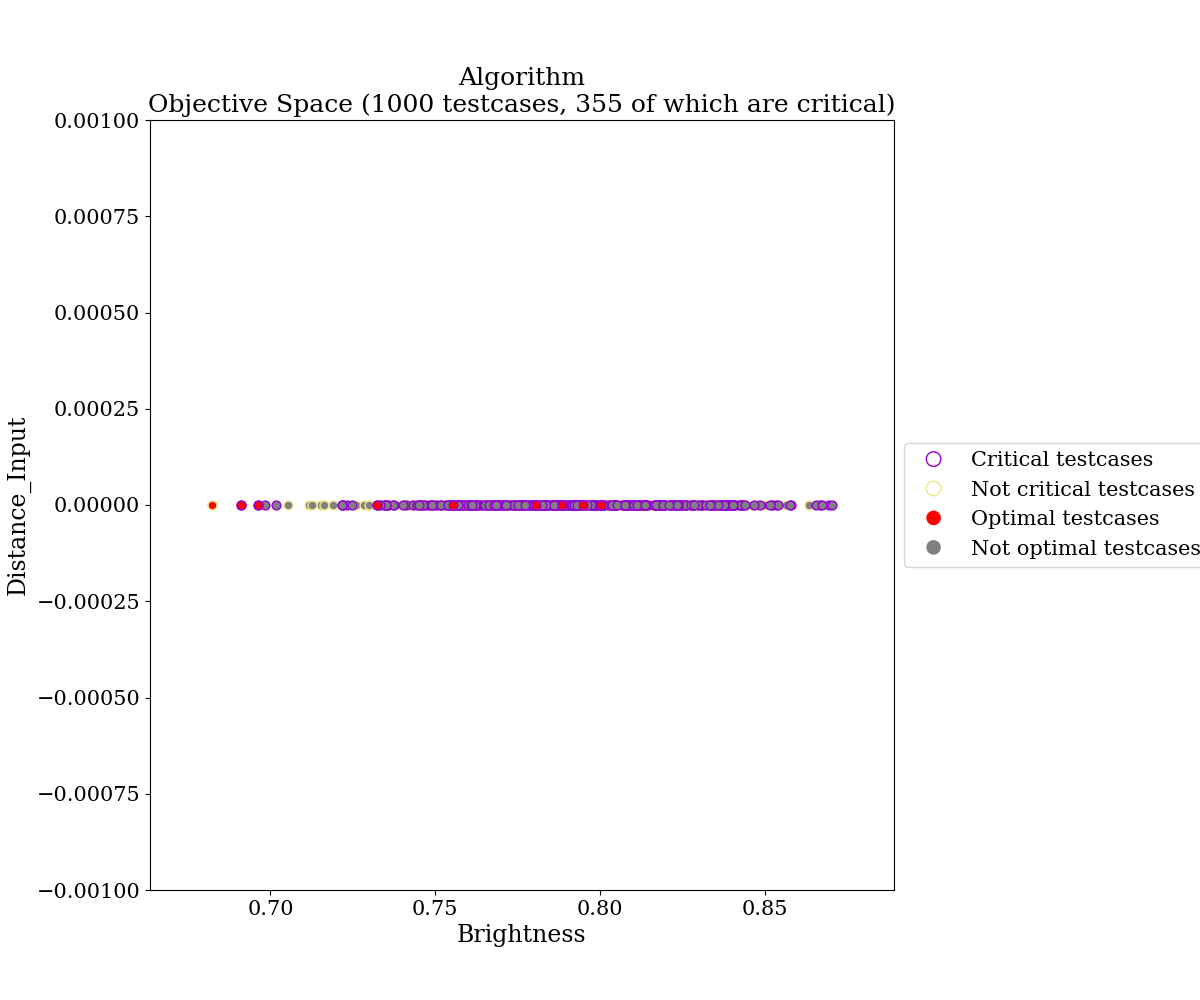 Algorithm
Objective Space (1000 testcases, 355 of which are critical)
0.00100
0.00075
0.00050
0.00025
0.00000
−0.00025
−0.00050
−0.00075
−0.00100
Distance_Input
0.70 0.75 0.80 0.85
Brightness
Critical testcases
Not critical testcases
Optimal testcases
Not optimal testcases